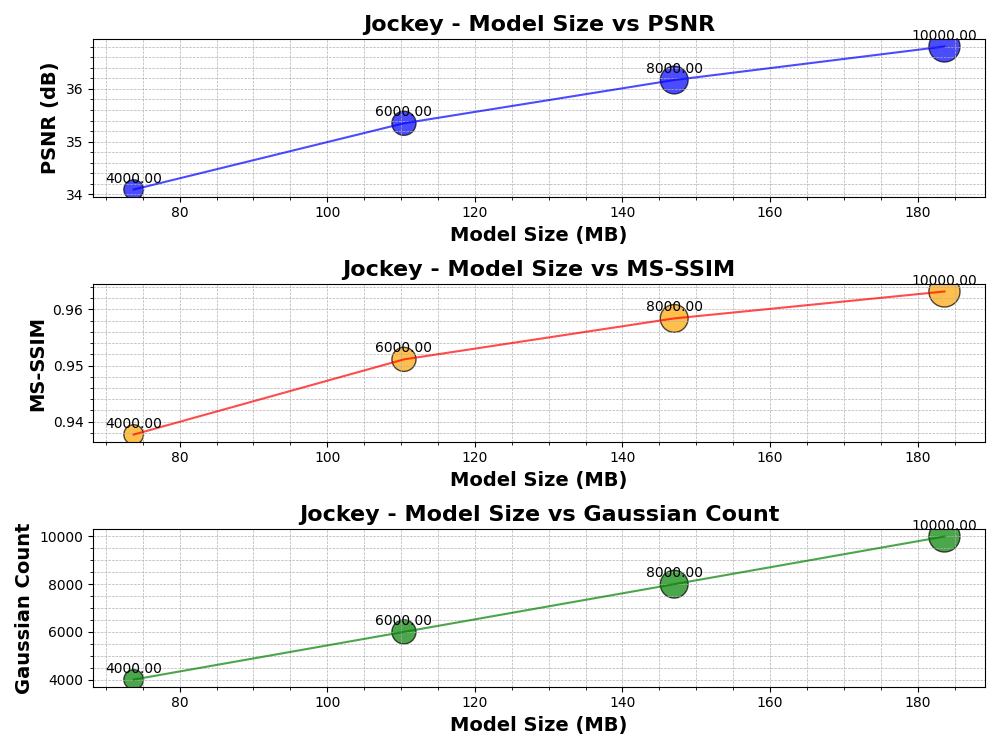 Jockey - Model Size vs PSNR
PSNR (dB)
36
35
34
4000.00
6000.00
8000.00
10000.00
80 100 120 140 160 180
Model Size (MB)
Jockey - Model Size vs MS-SSIM
MS-SSIM
0.96
0.95
0.94
4000.00
6000.00
8000.00
10000.00
80 100 120 140 160 180
Model Size (MB)
Jockey - Model Size vs Gaussian Count
Gaussian Count
10000
8000
6000
4000
4000.00
6000.00
8000.00
10000.00
80 100 120 140 160 180
Model Size (MB)